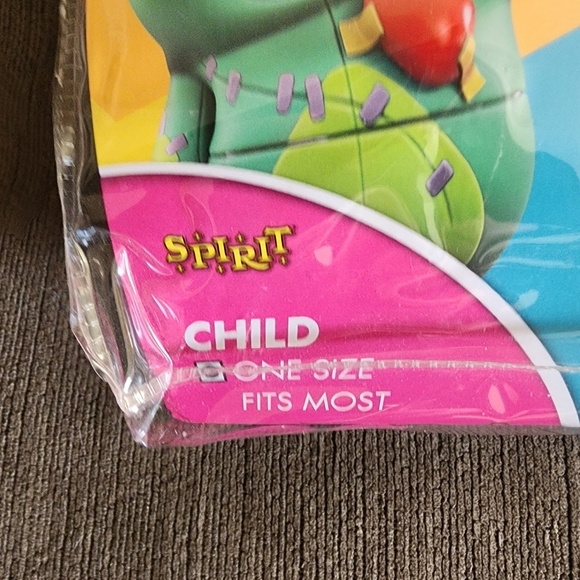 SPIRIT
CHILD
ONE SIZE
FITS MOST